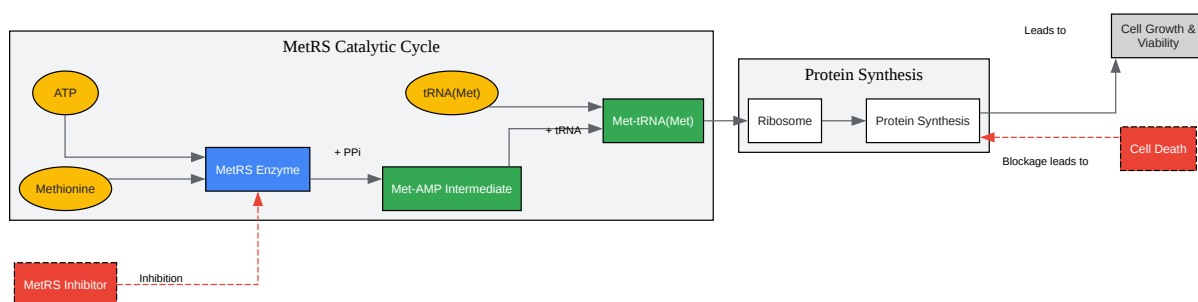 MetRS Catalytic Cycle
ATP
Methionine
MetRS Enzyme
+ PPi
Met-AMP Intermediate
tRNA(Met)
+ tRNA
Met-tRNA(Met)
MetRS Inhibitor
Inhibition
Protein Synthesis
Ribosome
Protein Synthesis
Leads to
Cell Growth &
Viability
Blockage leads to
Cell Death